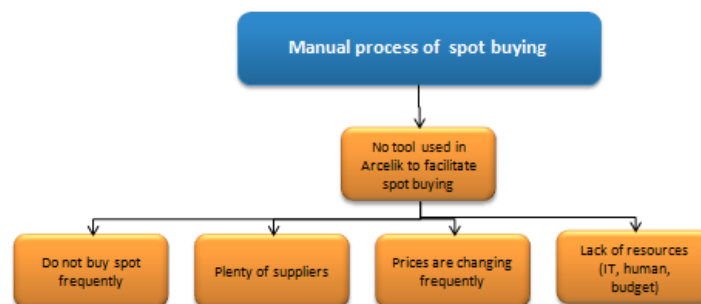 Manual process of spot buying
No tool used in
Arcelik to facilitate
spot buying
Do not buy spot
frequently
Plenty of suppliers
Prices are changing
frequently
Lack of resources
(IT, human,
budget)